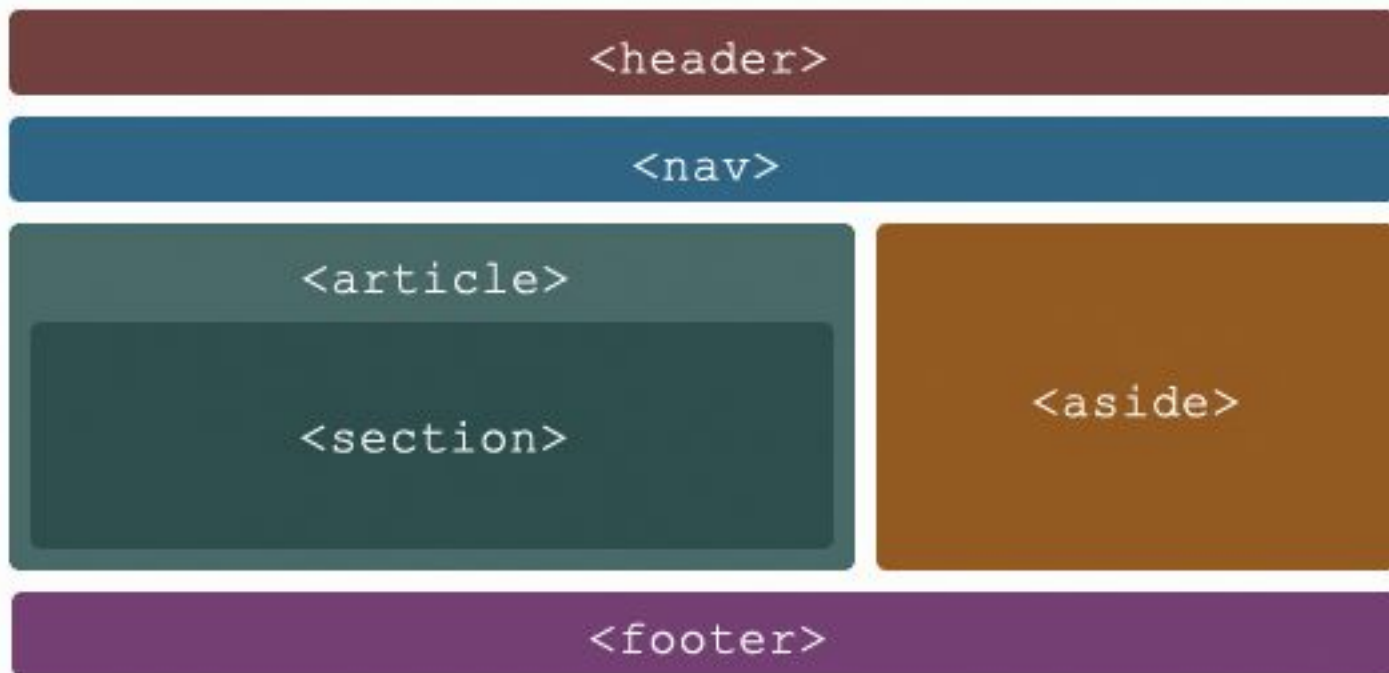 <header>
<nav>
<article>
<section>
<aside>
<footer>